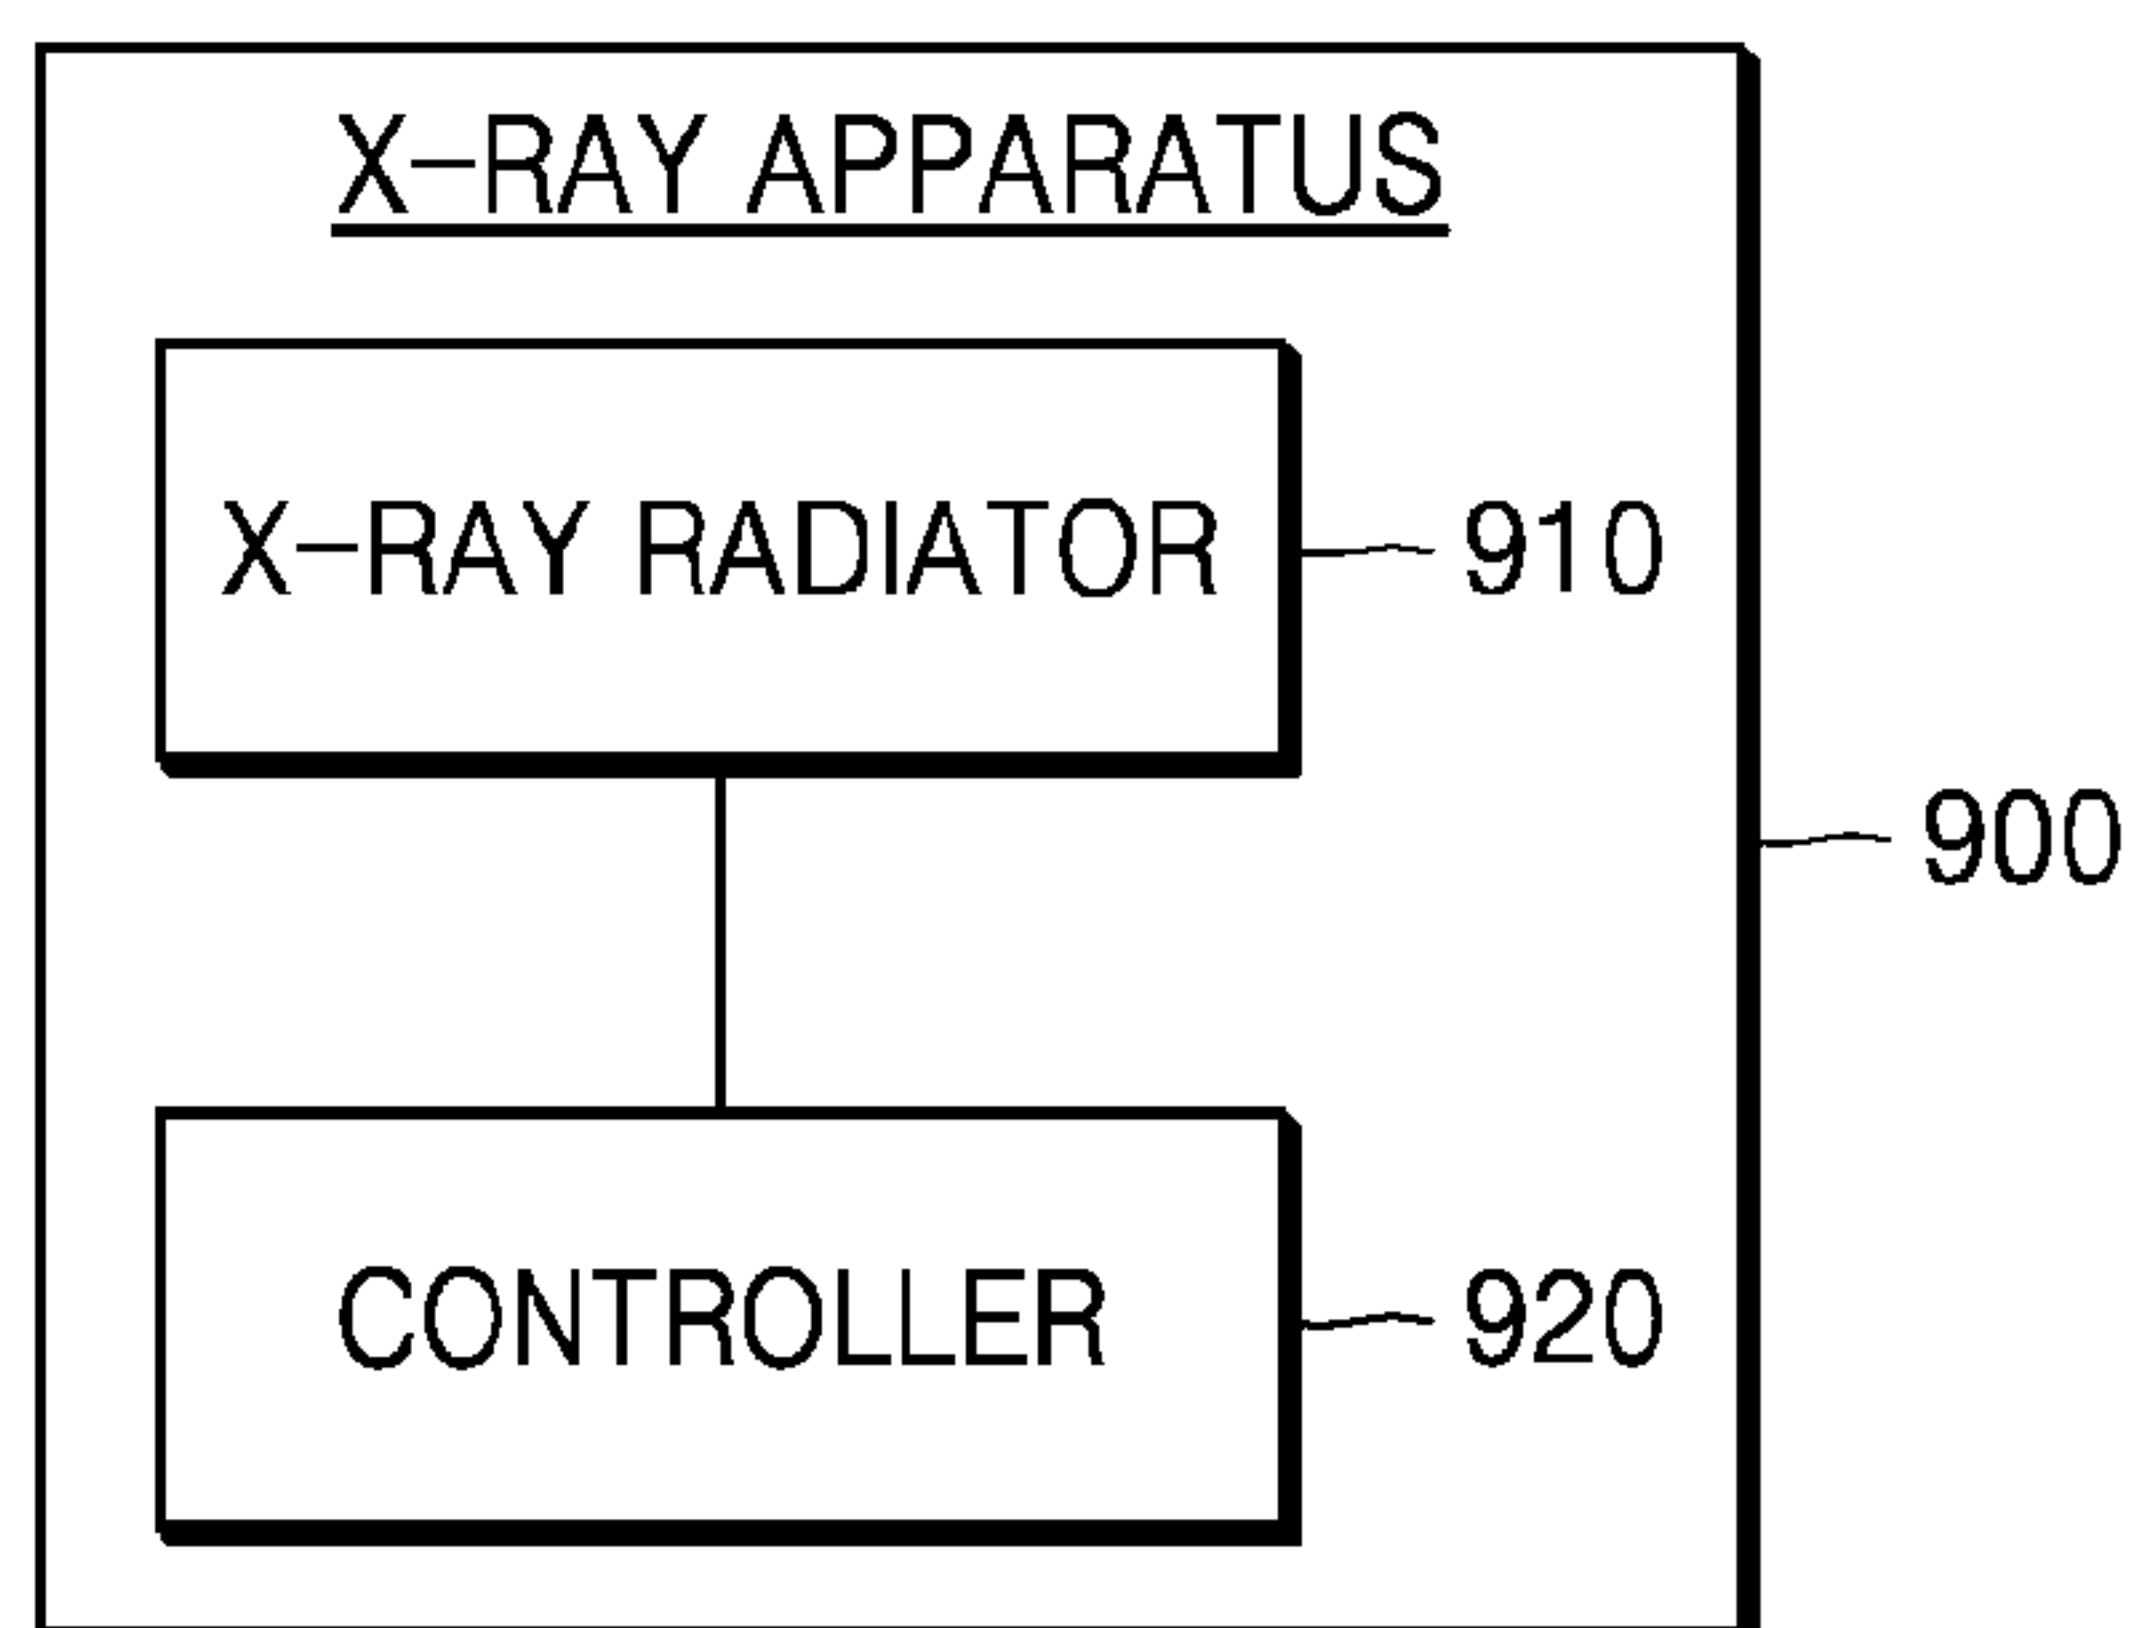 X-RAY APPARATUS
X-RAY RADIATOR
910
900
CONTROLLER
920